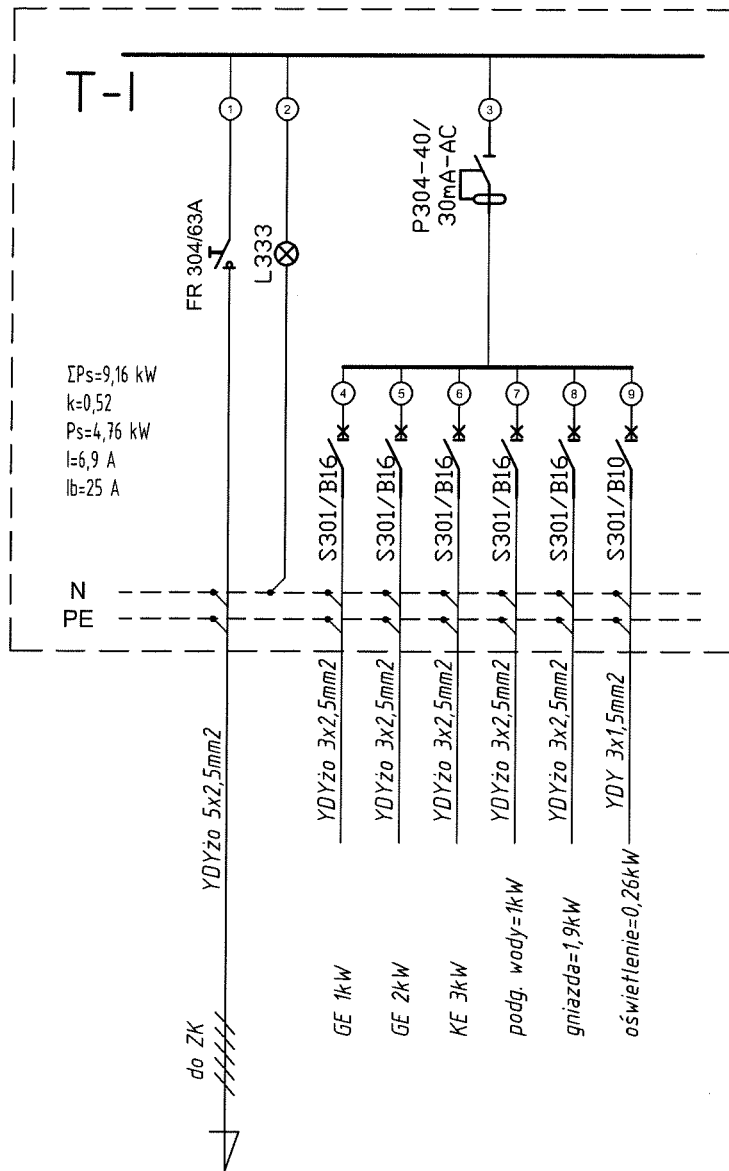 T-I
1
2
3
FR 304/63A
L333
P304-40/
30mA-AC
ΣPs=9,16 kW
k=0,52
Ps=4,76 kW
I=6,9 A
Ib=25 A
4
5
6
7
8
9
S301/B16
S301/B16
S301/B16
S301/B16
S301/B16
S301/B10
N
PE
YDYżo 5x2,5mm2
YDYżo 3x2,5mm2
YDYżo 3x2,5mm2
YDYżo 3x2,5mm2
YDYżo 3x2,5mm2
YDYżo 3x2,5mm2
YDY 3x1,5mm2
do ZK
GE 1kW
GE 2kW
KE 3kW
podg. wody=1kW
gniazda=1,9kW
oświetlenie=0,26kW